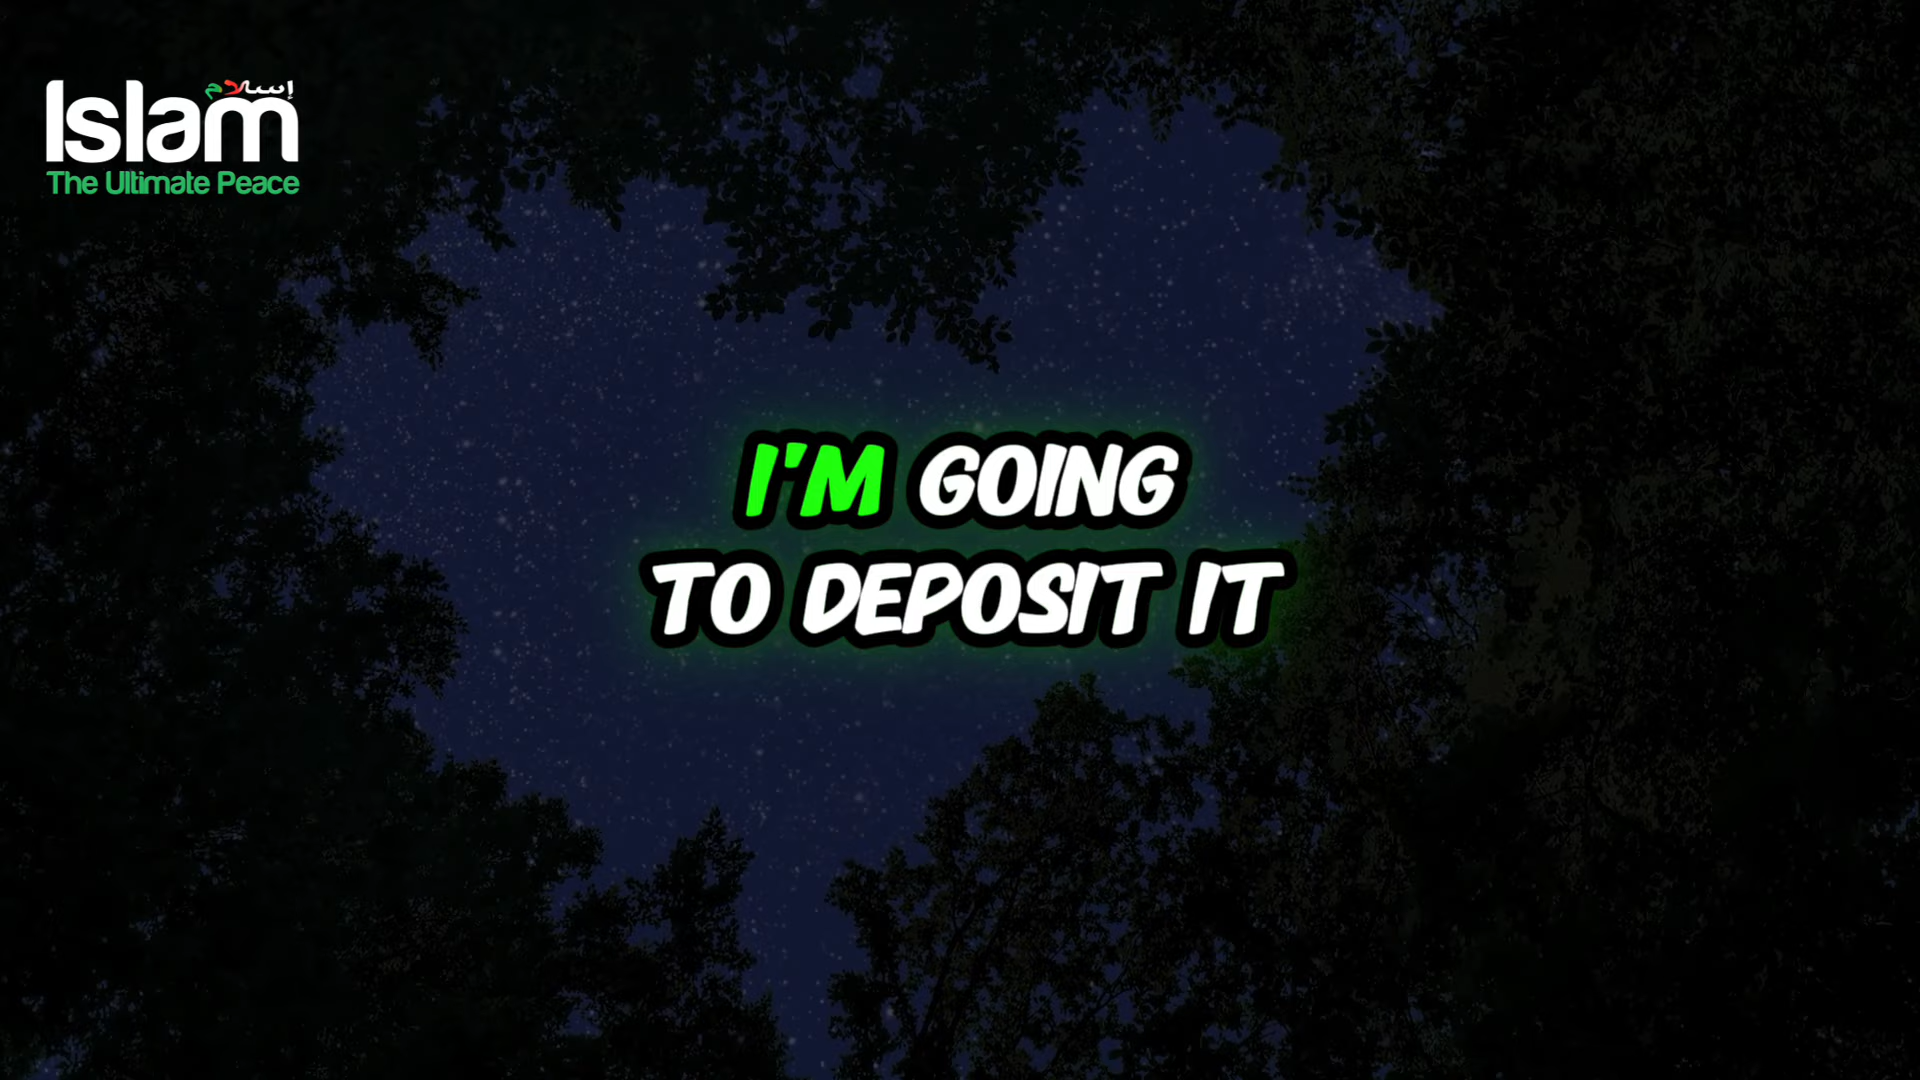 إسلام
Islam
The Ultimate Peace
I'M GOING
TO DEPOSIT IT